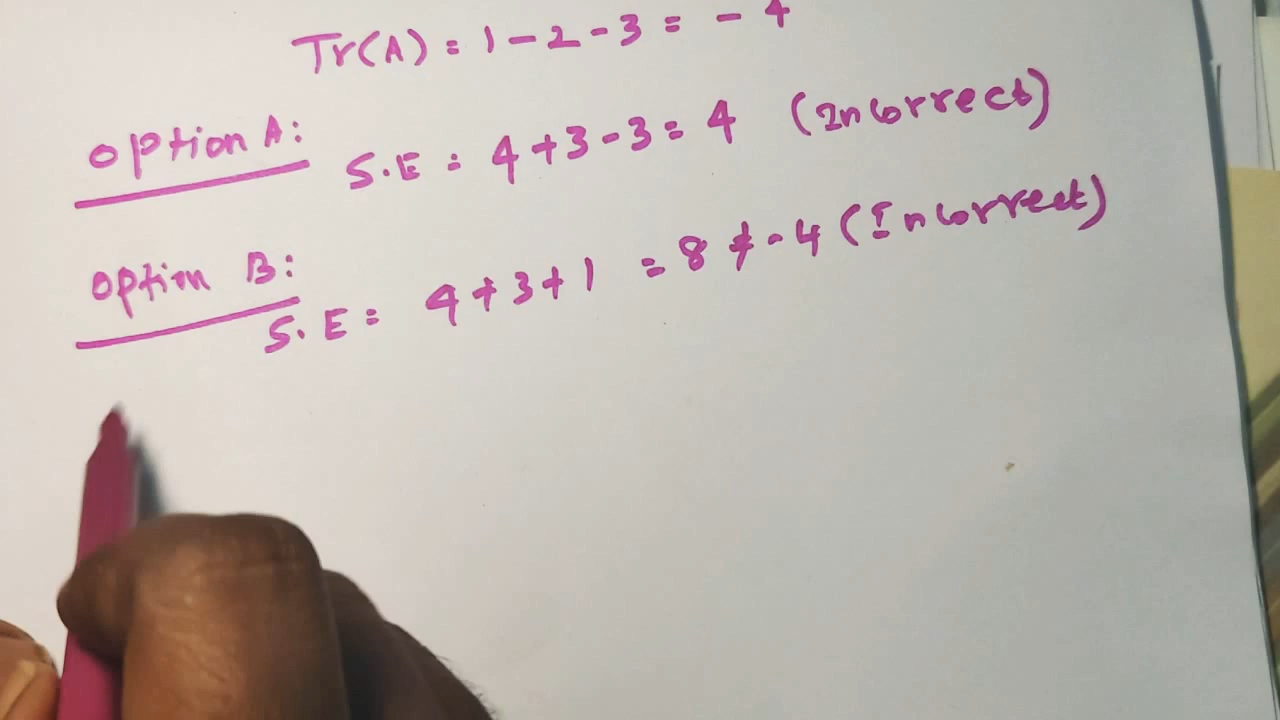 Tr(A) = 1 - 2 - 3 = - 4
Option A: S.E = 4 + 3 - 3 = 4 (Incorrect)
Option B: S.E = 4 + 3 + 1 = 8 ≠ - 4 (Incorrect)